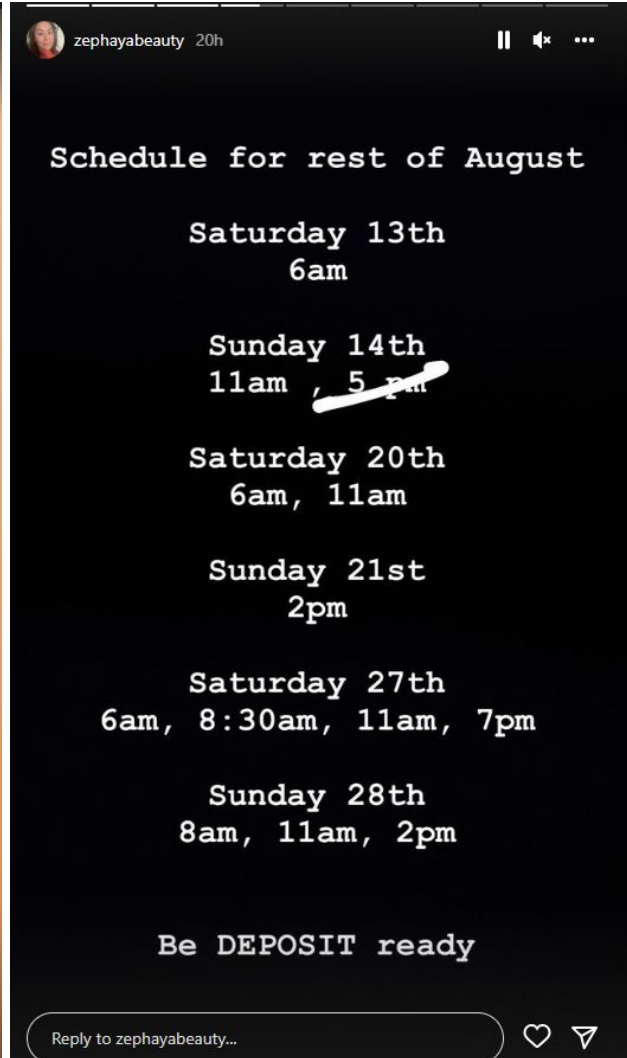 zephayabeauty 20h
Schedule for rest of August
Saturday 13th
6am
Sunday 14th
11am , 5 pm
Saturday 20th
6am, 11am
Sunday 21st
2pm
Saturday 27th
6am, 8:30am, 11am, 7pm
Sunday 28th
8am, 11am, 2pm
Be DEPOSIT ready
Reply to zephayabeauty...